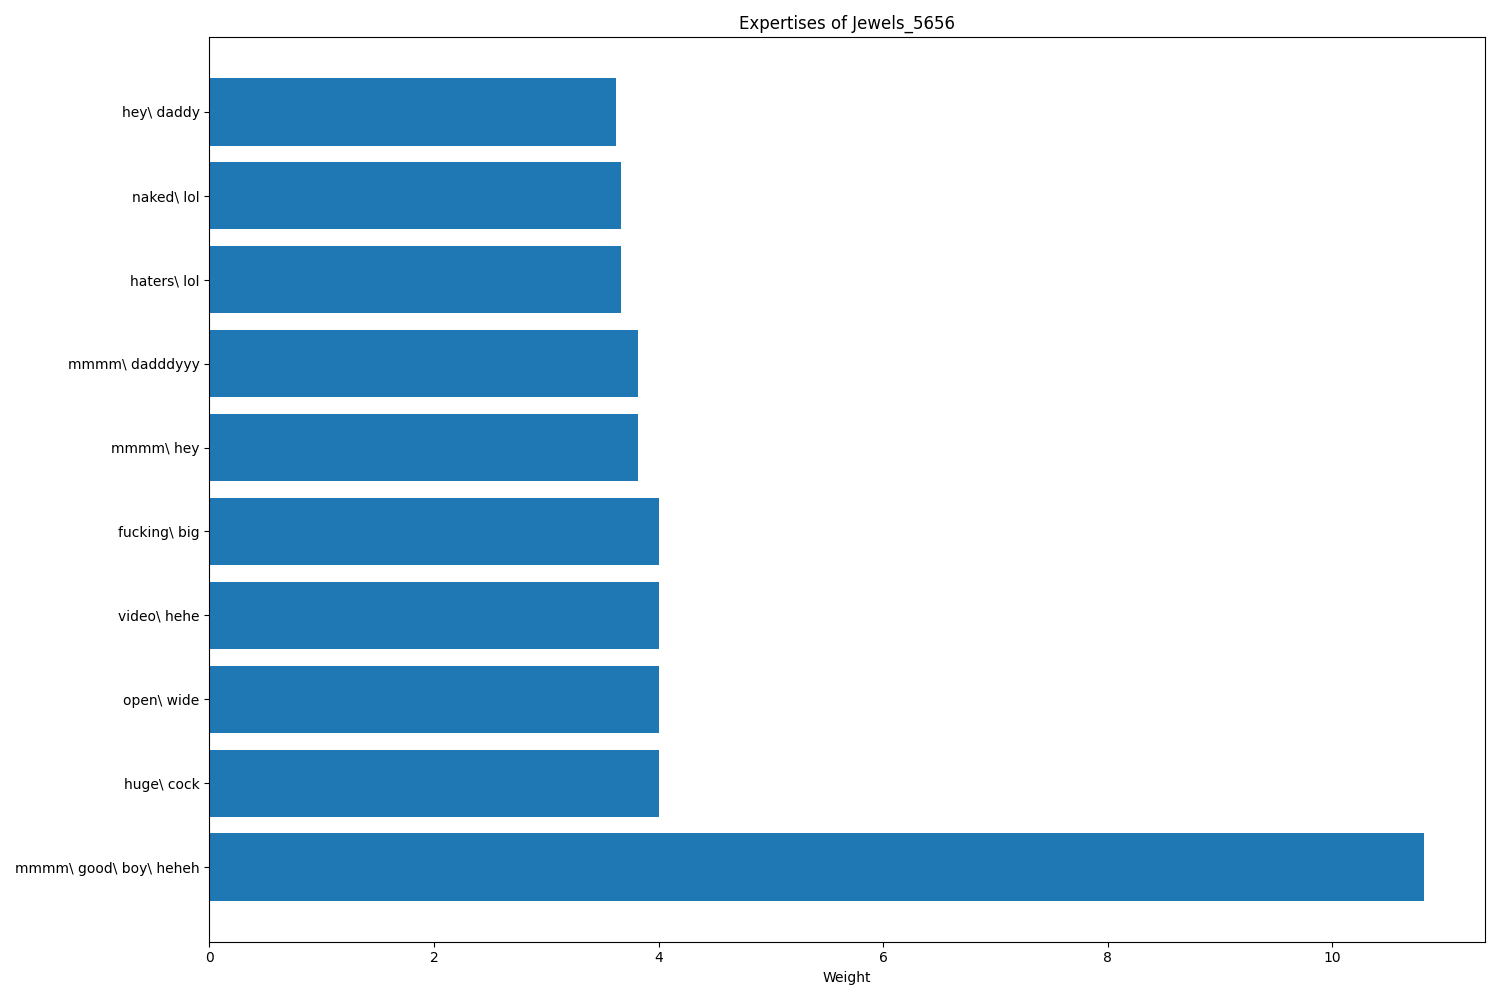 Expertises of Jewels_5656
hey\ daddy
naked\ lol
haters\ lol
mmmm\ dadddyyy
mmmm\ hey
fucking\ big
video\ hehe
open\ wide
huge\ cock
mmmm\ good\ boy\ heheh
0 2 4 6 8 10
Weight